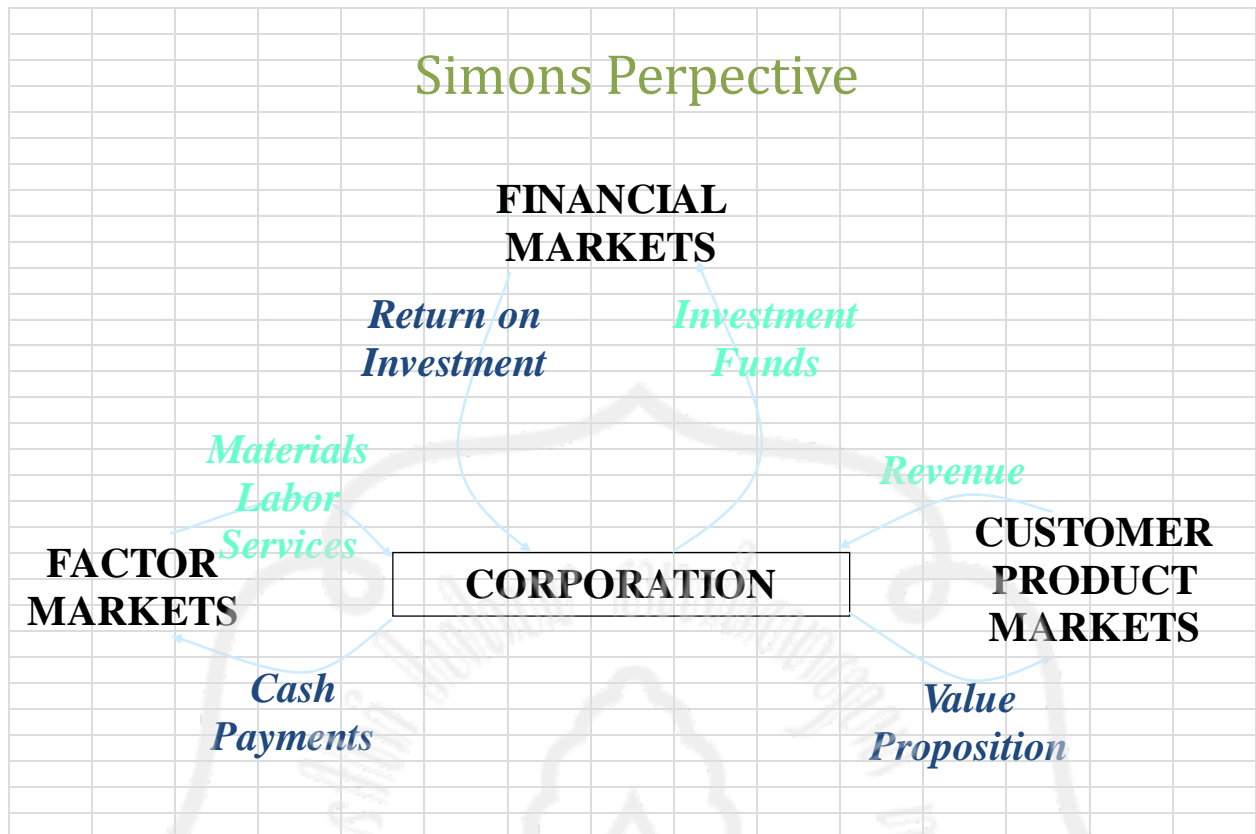 Simons Perpective
FINANCIAL
MARKETS
Return on
Investment
Investment
Funds
Materials
Labor
Services
Revenue
FACTOR
MARKETS
CORPORATION
CUSTOMER
PRODUCT
MARKETS
Cash
Payments
Value
Proposition